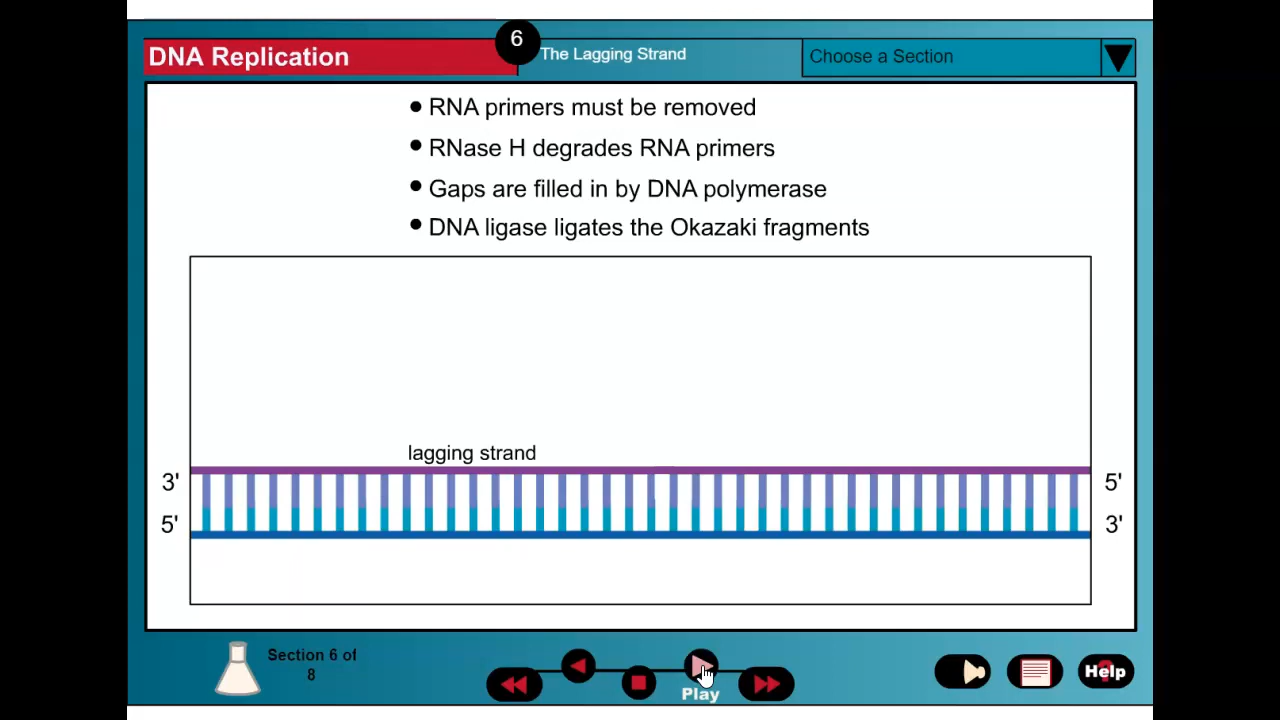 DNA Replication
6
The Lagging Strand
Choose a Section
• RNA primers must be removed
• RNase H degrades RNA primers
• Gaps are filled in by DNA polymerase
• DNA ligase ligates the Okazaki fragments
lagging strand
3' 5'
5' 3'
Section 6 of
8
Play
Help